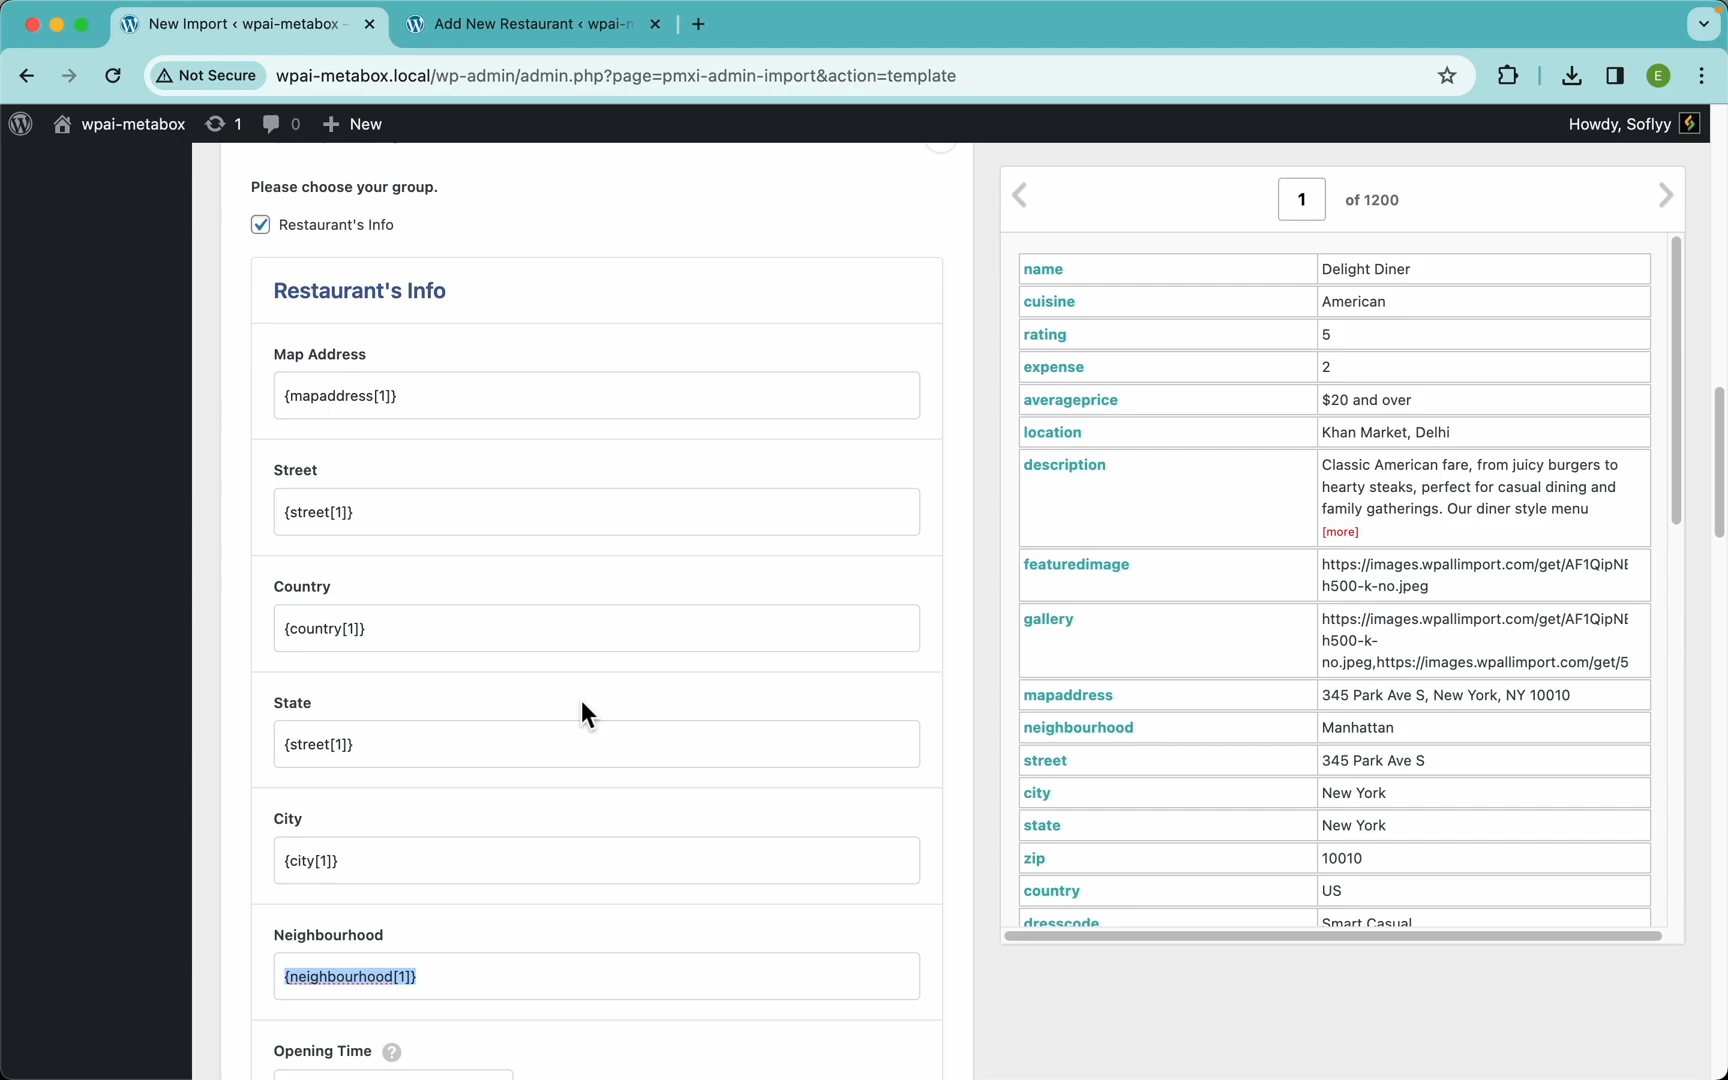 New Import ‹ wpai-metabox
Add New Restaurant ‹ wpai-
Not Secure
wpai-metabox.local/wp-admin/admin.php?page=pmxi-admin-import&action=template
E
wpai-metabox
1
0
New
Howdy, Soflyy
Please choose your group.
Restaurant's Info
Restaurant's Info
Map Address
{mapaddress[1]}
Street
{street[1]}
Country
{country[1]}
State
{street[1]}
City
{city[1]}
Neighbourhood
{neighbourhood[1]}
Opening Time ?
1 of 1200
name Delight Diner
cuisine American
rating 5
expense 2
averageprice $20 and over
location Khan Market, Delhi
description Classic American fare, from juicy burgers to
hearty steaks, perfect for casual dining and
family gatherings. Our diner style menu
[more]
featuredimage https://images.wpallimport.com/get/AF1QipN
h500-k-no.jpeg
gallery https://images.wpallimport.com/get/AF1QipN
h500-k-
no.jpeg,https://images.wpallimport.com/get/5
mapaddress 345 Park Ave S, New York, NY 10010
neighbourhood Manhattan
street 345 Park Ave S
city New York
state New York
zip 10010
country US
dresscode Smart Casual